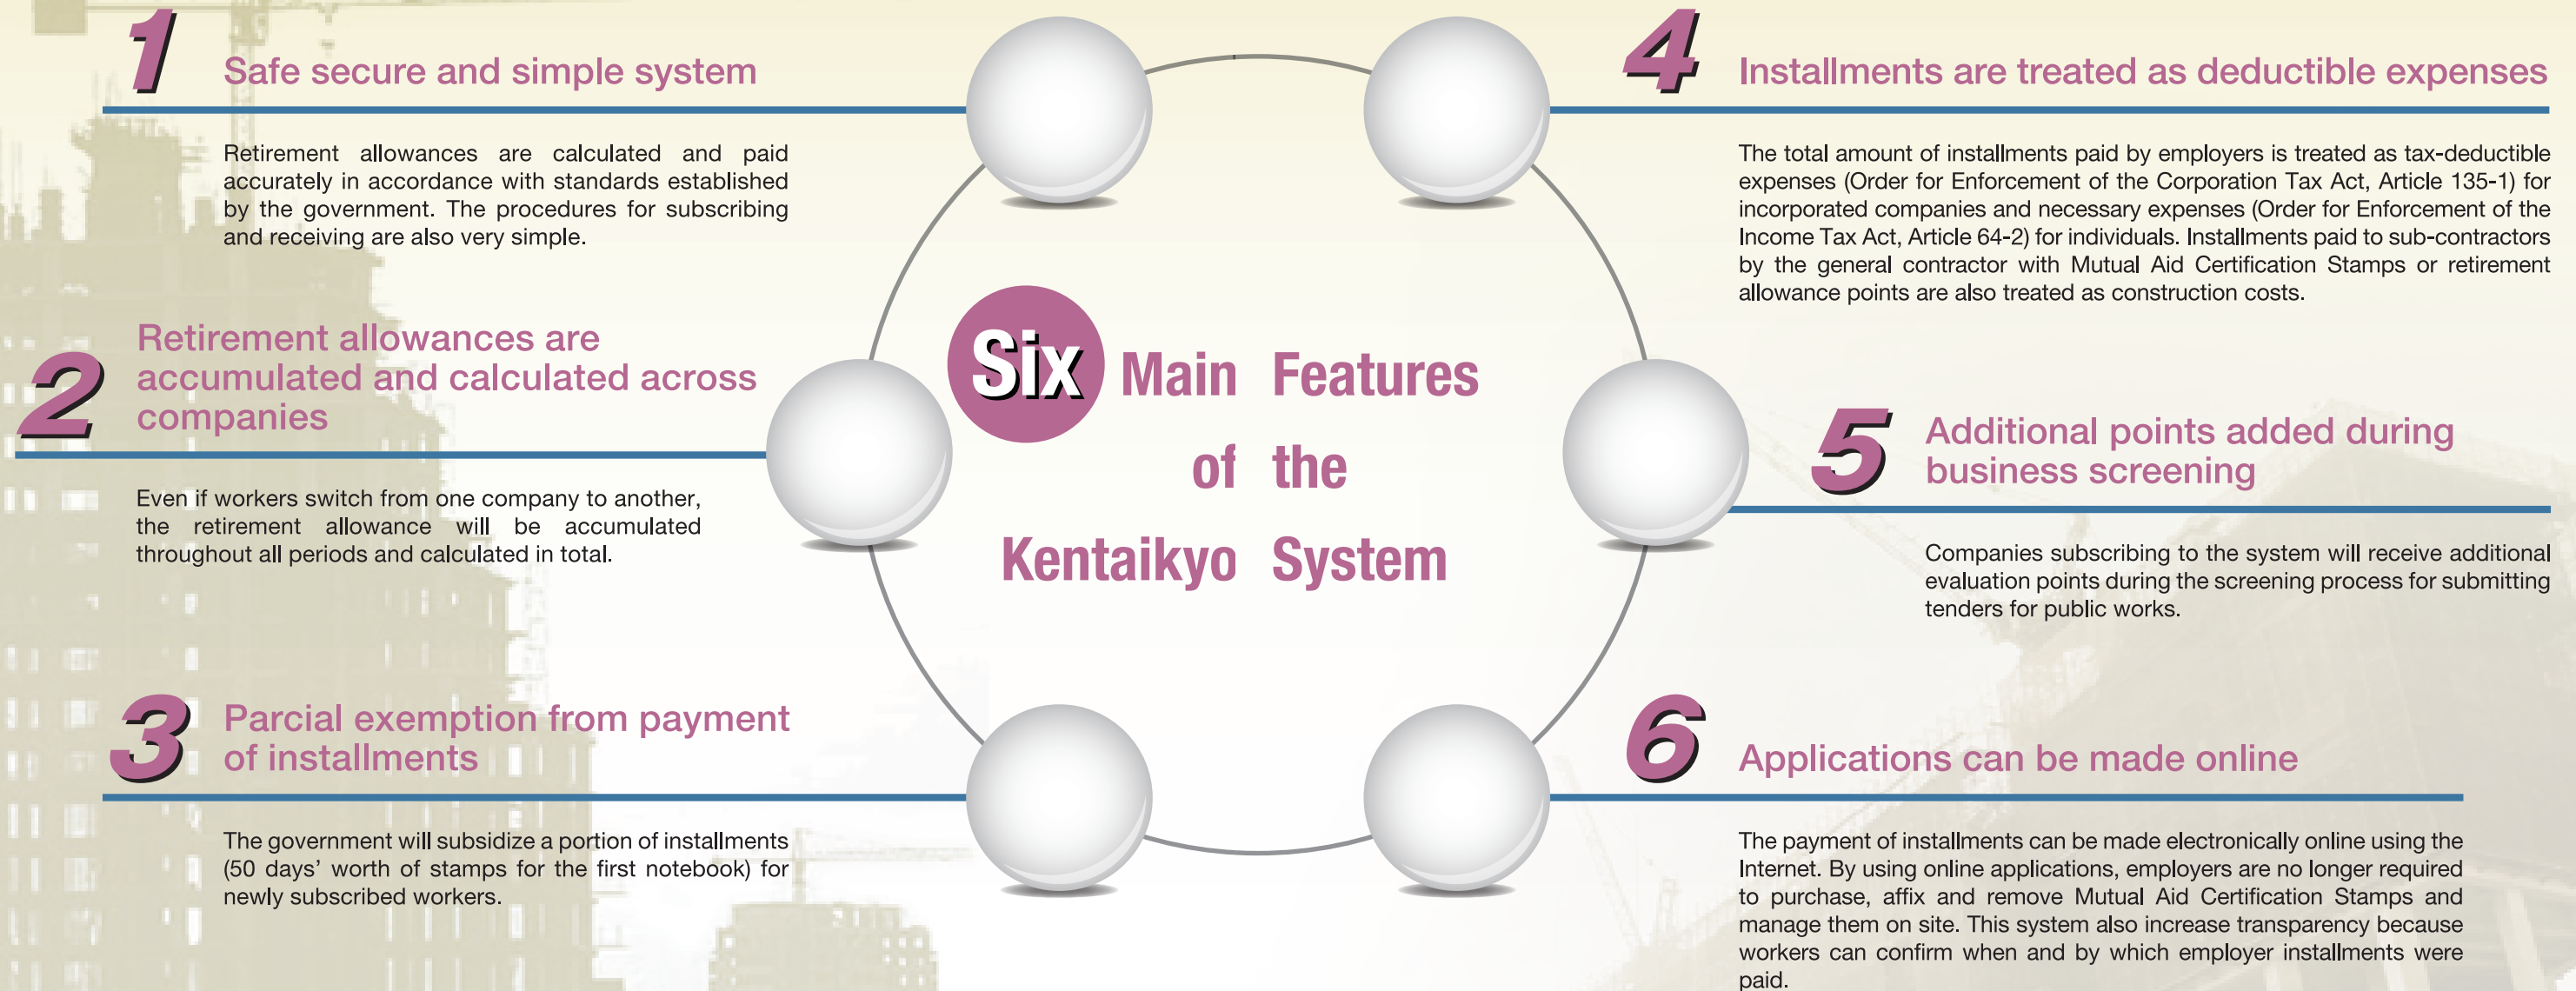 1
Safe secure and simple system
Retirement allowances are calculated and paid
accurately in accordance with standards established
by the government. The procedures for subscribing
and receiving are also very simple.
2
Retirement allowances are
accumulated and calculated across
companies
Even if workers switch from one company to another,
the retirement allowance will be accumulated
throughout all periods and calculated in total.
3
Parcial exemption from payment
of installments
The government will subsidize a portion of installments
(50 days' worth of stamps for the first notebook) for
newly subscribed workers.
Six Main Features
of the
Kentaikyo System
4
Installments are treated as deductible expenses
The total amount of installments paid by employers is treated as tax-deductible
expenses (Order for Enforcement of the Corporation Tax Act, Article 135-1) for
incorporated companies and necessary expenses (Order for Enforcement of the
Income Tax Act, Article 64-2) for individuals. Installments paid to sub-contractors
by the general contractor with Mutual Aid Certification Stamps or retirement
allowance points are also treated as construction costs.
5
Additional points added during
business screening
Companies subscribing to the system will receive additional
evaluation points during the screening process for submitting
tenders for public works.
6
Applications can be made online
The payment of installments can be made electronically online using the
Internet. By using online applications, employers are no longer required
to purchase, affix and remove Mutual Aid Certification Stamps and
manage them on site. This system also increase transparency because
workers can confirm when and by which employer installments were
paid.